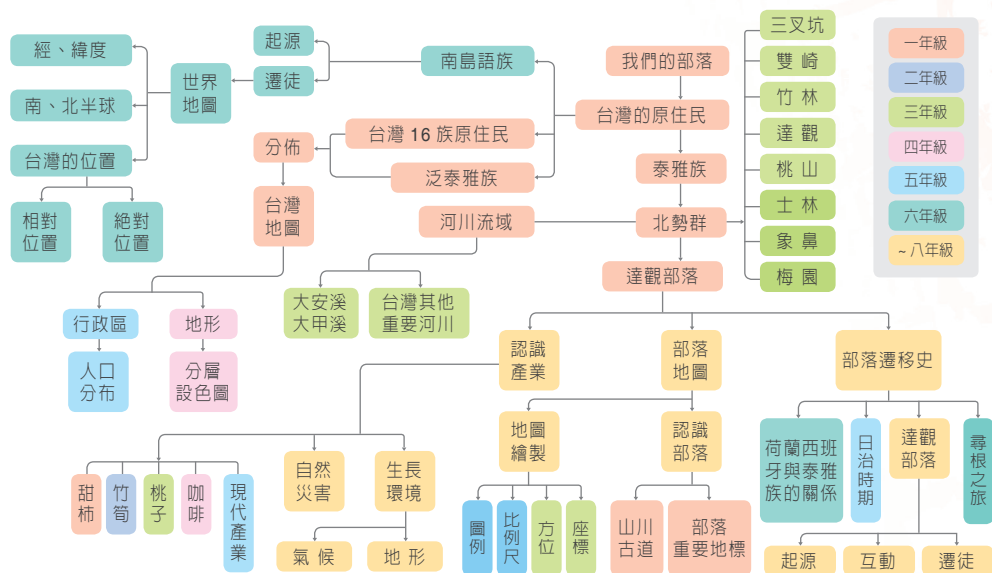 經、緯度
南、北半球
台灣的位置
相對
位置
絕對
位置
世界
地圖
起源
遷徒
南島語族
分佈
台灣 16 族原住民
泛泰雅族
台灣
地圖
行政區
人口
分布
地形
分層
設色圖
我們的部落
台灣的原住民
泰雅族
北勢群
達觀部落
河川流域
大安溪
大甲溪
台灣其他
重要河川
三叉坑
雙崎
竹林
達觀
桃山
士林
象鼻
梅園
一年級
二年級
三年級
四年級
五年級
六年級
~ 八年級
認識
產業
部落
地圖
部落遷移史
甜柿
竹筍
桃子
咖啡
現代產業
自然
災害
生長
環境
氣候
地形
地圖
繪製
認識
部落
圖例
比例尺
方位
座標
山川
古道
部落
重要地標
荷蘭西班
牙與泰雅
族的關係
日治時期
達觀
部落
尋根之旅
起源
互動
遷徒